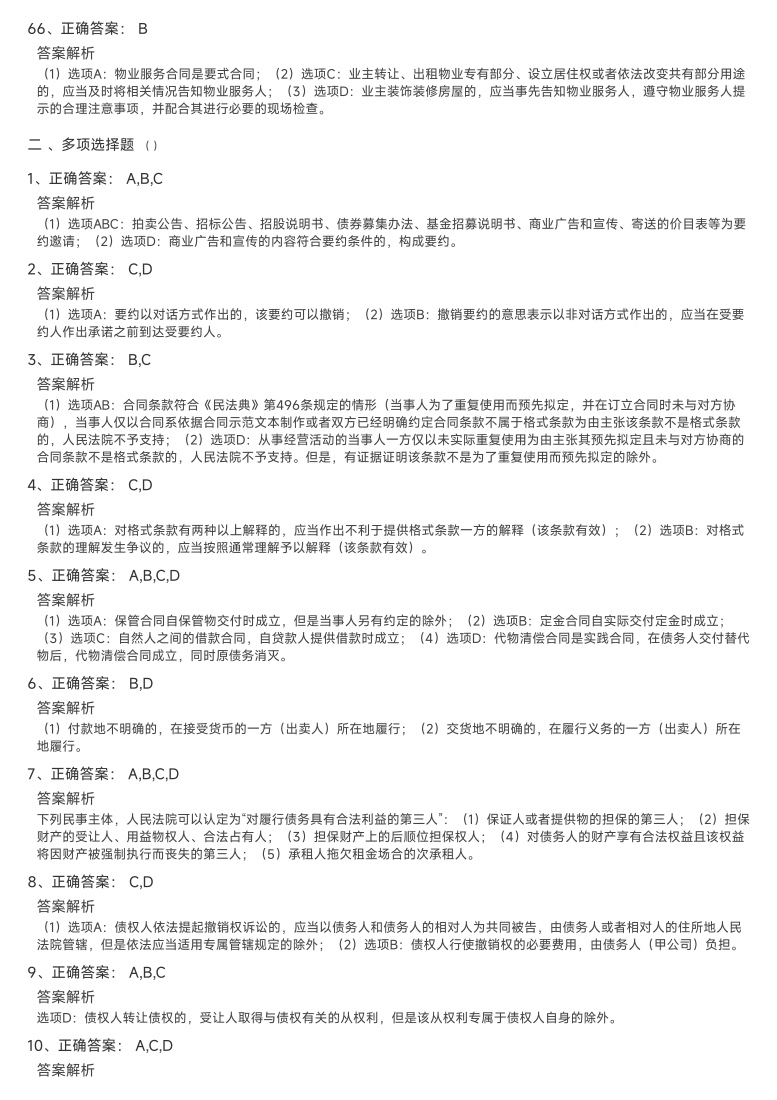 66、正确答案： B
答案解析
（1）选项A：物业服务合同是要式合同；（2）选项C：业主转让、出租物业专有部分、设立居住权或者依法改变共有部分用途
的，应当及时将相关情况告知物业服务人；（3）选项D：业主装饰装修房屋的，应当事先告知物业服务人，遵守物业服务人提
示的合理注意事项，并配合其进行必要的现场检查。
二 、多项选择题 （ ）
1、正确答案： A,B,C
答案解析
（1）选项ABC：拍卖公告、招标公告、招股说明书、债券募集办法、基金招募说明书、商业广告和宣传、寄送的价目表等为要
约邀请；（2）选项D：商业广告和宣传的内容符合要约条件的，构成要约。
2、正确答案： C,D
答案解析
（1）选项A：要约以对话方式作出的，该要约可以撤销；（2）选项B：撤销要约的意思表示以非对话方式作出的，应当在受要
约人作出承诺之前到达受要约人。
3、正确答案： B,C
答案解析
（1）选项AB：合同条款符合《民法典》第496条规定的情形（当事人为了重复使用而预先拟定，并在订立合同时未与对方协
商），当事人仅以合同系依据合同示范文本制作或者双方已经明确约定合同条款不属于格式条款为由主张该条款不是格式条款
的，人民法院不予支持；（2）选项D：从事经营活动的当事人一方仅以未实际重复使用为由主张其预先拟定且未与对方协商的
合同条款不是格式条款的，人民法院不予支持。但是，有证据证明该条款不是为了重复使用而预先拟定的除外。
4、正确答案： C,D
答案解析
（1）选项A：对格式条款有两种以上解释的，应当作出不利于提供格式条款一方的解释（该条款有效）；（2）选项B：对格式
条款的理解发生争议的，应当按照通常理解予以解释（该条款有效）。
5、正确答案： A,B,C,D
答案解析
（1）选项A：保管合同自保管物交付时成立，但是当事人另有约定的除外；（2）选项B：定金合同自实际交付定金时成立；
（3）选项C：自然人之间的借款合同，自贷款人提供借款时成立；（4）选项D：代物清偿合同是实践合同，在债务人交付替代
物后，代物清偿合同成立，同时原债务消灭。
6、正确答案： B,D
答案解析
（1）付款地不明确的，在接受货币的一方（出卖人）所在地履行；（2）交货地不明确的，在履行义务的一方（出卖人）所在
地履行。
7、正确答案： A,B,C,D
答案解析
下列民事主体，人民法院可以认定为“对履行债务具有合法利益的第三人”：（1）保证人或者提供物的担保的第三人；（2）担保
财产的受让人、用益物权人、合法占有人；（3）担保财产上的后顺位担保权人；（4）对债务人的财产享有合法权益且该权益
将因财产被强制执行而丧失的第三人；（5）承租人拖欠租金场合的次承租人。
8、正确答案： C,D
答案解析
（1）选项A：债权人依法提起撤销权诉讼的，应当以债务人和债务人的相对人为共同被告，由债务人或者相对人的住所地人民
法院管辖，但是依法应当适用专属管辖规定的除外；（2）选项B：债权人行使撤销权的必要费用，由债务人（甲公司）负担。
9、正确答案： A,B,C
答案解析
选项D：债权人转让债权的，受让人取得与债权有关的从权利，但是该从权利专属于债权人自身的除外。
10、正确答案： A,C,D
答案解析